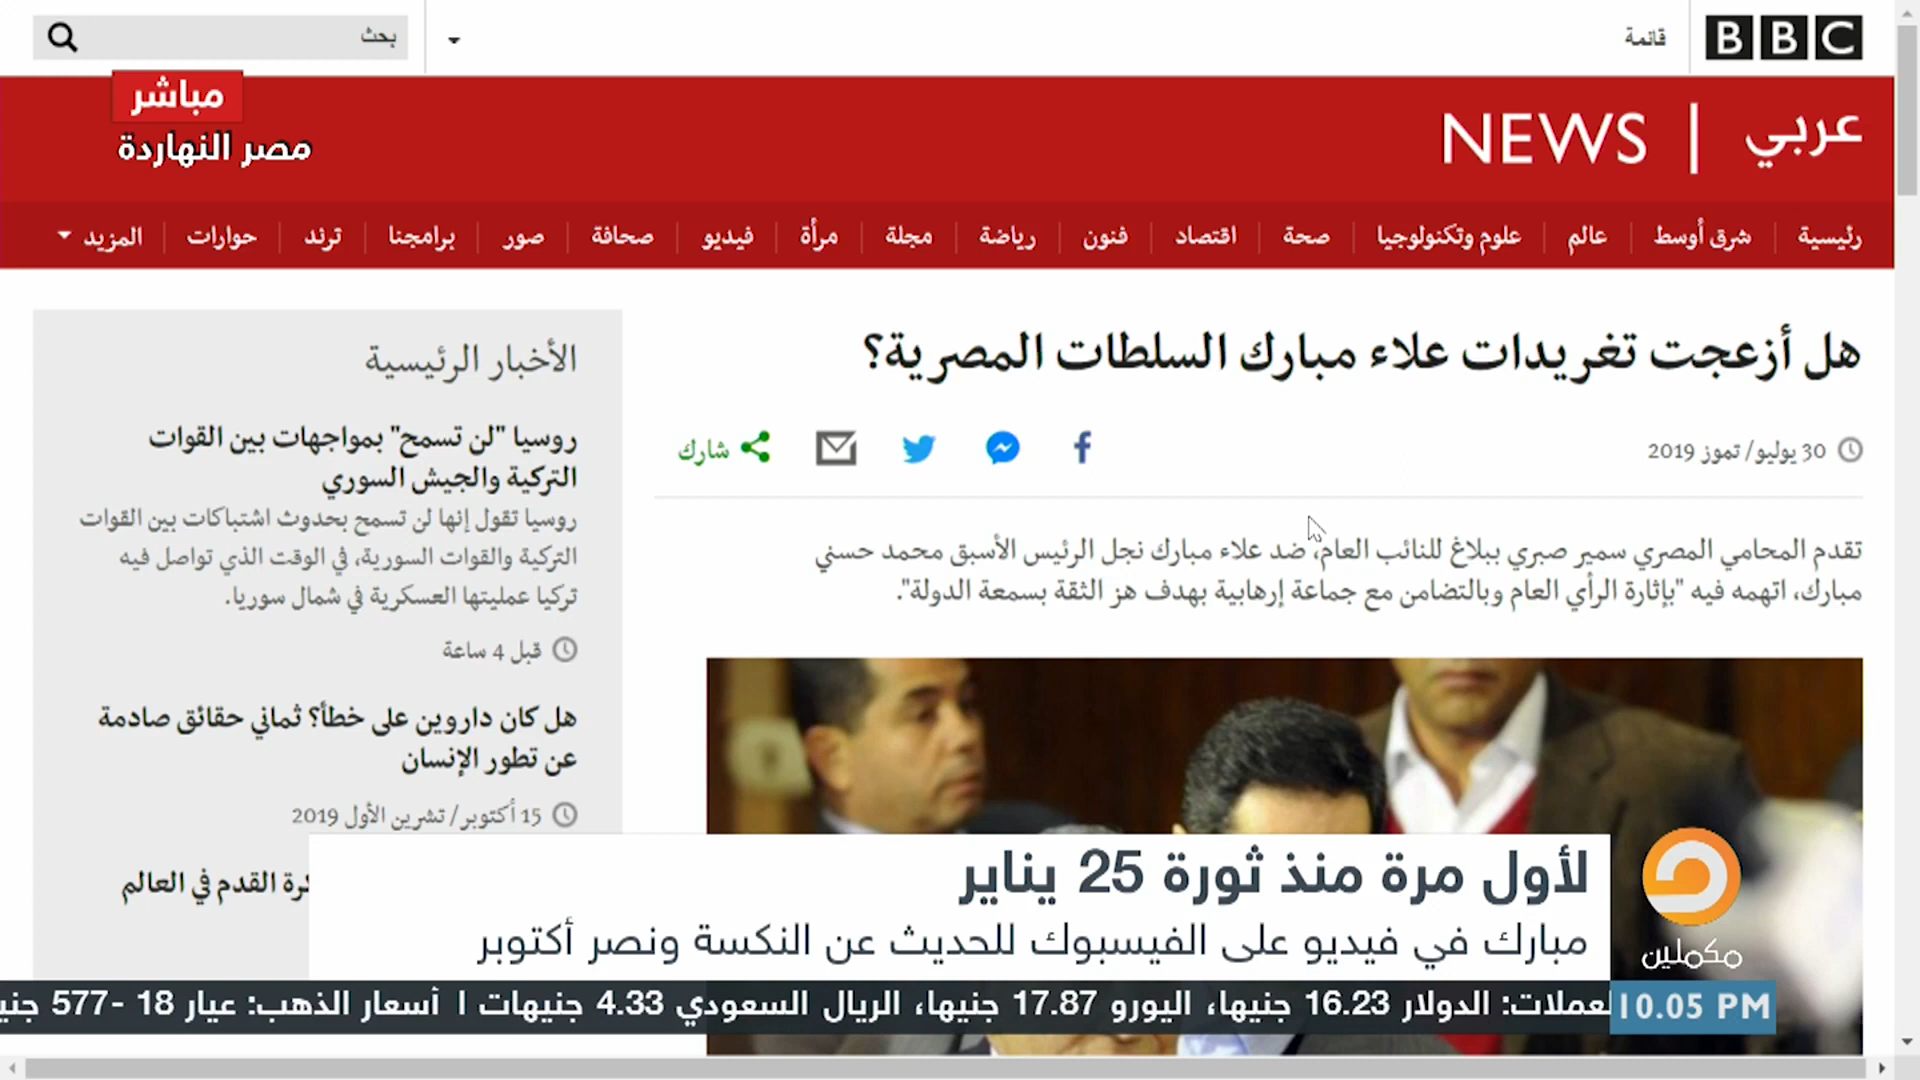 BBC
قائمة
بحث
عربي | NEWS
مباشر
مصر النهاردة
رئيسية
شرق أوسط
عالم
علوم وتكنولوجيا
صحة
اقتصاد
فنون
رياضة
مجلة
مرأة
فيديو
صحافة
صور
برامجنا
ترند
حوارات
المزيد
هل أزعجت تغريدات علاء مبارك السلطات المصرية؟
30 يوليو/ تموز 2019
شارك
تقدم المحامي المصري سمير صبري ببلاغ للنائب العام، ضد علاء مبارك نجل الرئيس الأسبق محمد حسني
مبارك، اتهمه فيه "بإثارة الرأي العام وبالتضامن مع جماعة إرهابية بهدف هز الثقة بسمعة الدولة".
الأخبار الرئيسية
روسيا "لن تسمح" بمواجهات بين القوات
التركية والجيش السوري
روسيا تقول إنها لن تسمح بحدوث اشتباكات بين القوات
التركية والقوات السورية، في الوقت الذي تواصل فيه
تركيا عمليتها العسكرية في شمال سوريا.
قبل 4 ساعة
هل كان داروين على خطأ؟ ثماني حقائق صادمة
عن تطور الإنسان
15 أكتوبر/ تشرين الأول 2019
القدم في العالم
لأول مرة منذ ثورة 25 يناير
مبارك في فيديو على الفيسبوك للحديث عن النكسة ونصر أكتوبر
مكملين
10.05 PM
لعملات: الدولار 16.23 جنيها، اليورو 17.87 جنيها، الريال السعودي 4.33 جنيهات | أسعار الذهب: عيار 18 -577